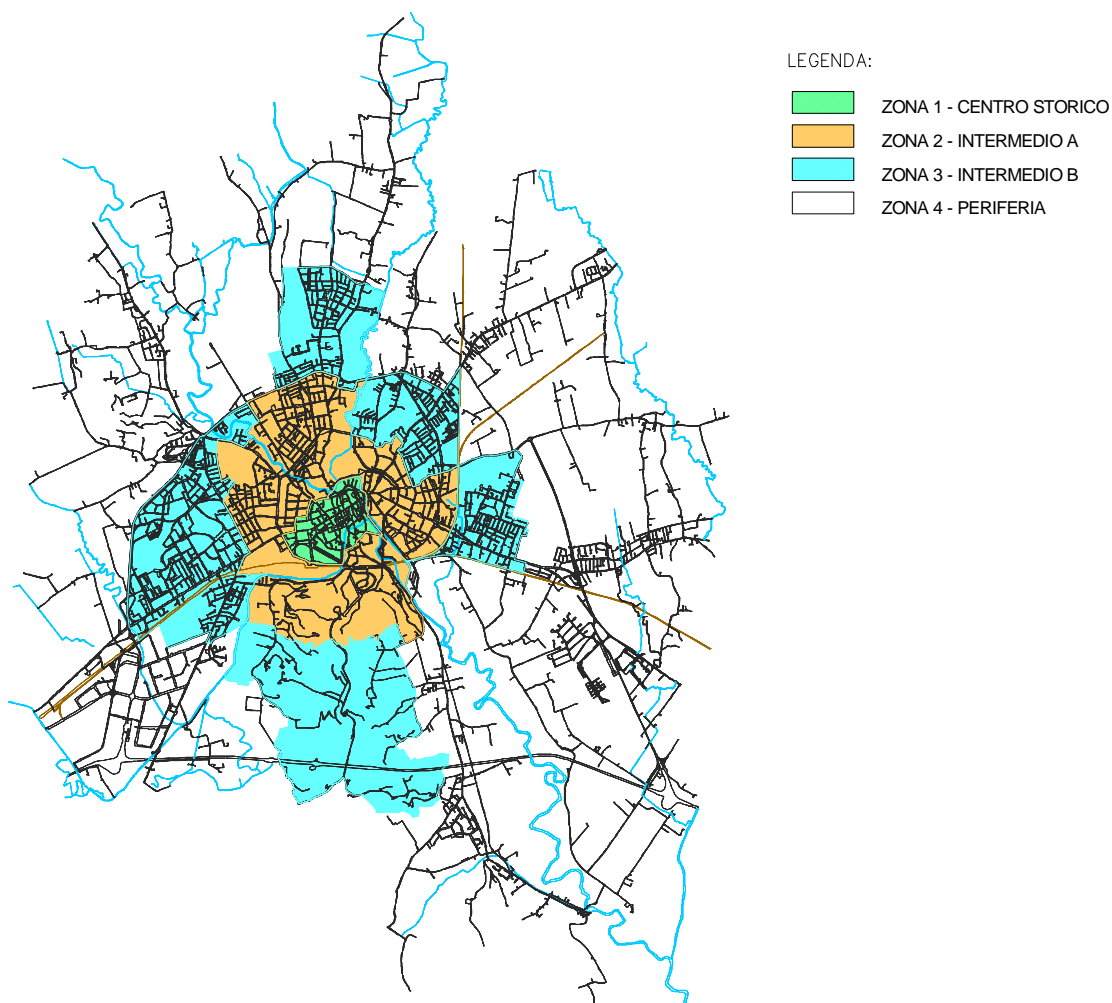 LEGENDA:
ZONA 1 - CENTRO STORICO
ZONA 2 - INTERMEDIO A
ZONA 3 - INTERMEDIO B
ZONA 4 - PERIFERIA